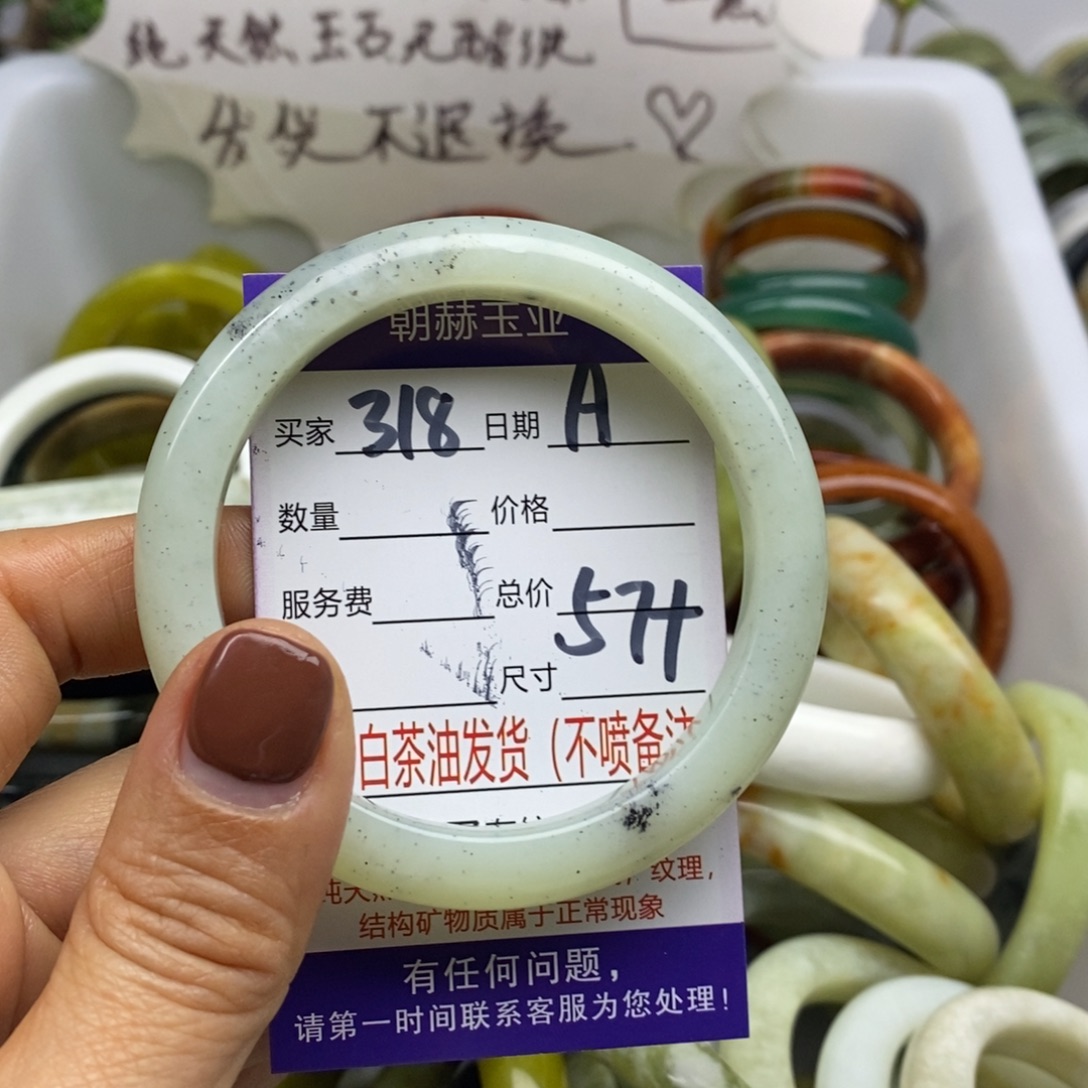 纯天然玉石无酸洗
售货不退换
朝赫玉业
买家 318 日期 A
数量 价格
服务费 总价
57H
尺寸
白茶油发货（不喷备注
纹理，
结构矿物质属于正常现象
有任何问题，
请第一时间联系客服为您处理！